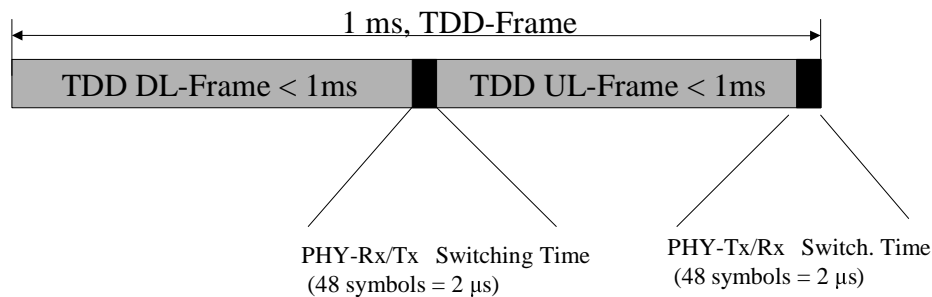 1 ms, TDD-Frame
TDD DL-Frame < 1ms
TDD UL-Frame < 1ms
PHY-Rx/Tx Switching Time
(48 symbols = 2 μs)
PHY-Tx/Rx Switch. Time
(48 symbols = 2 μs)